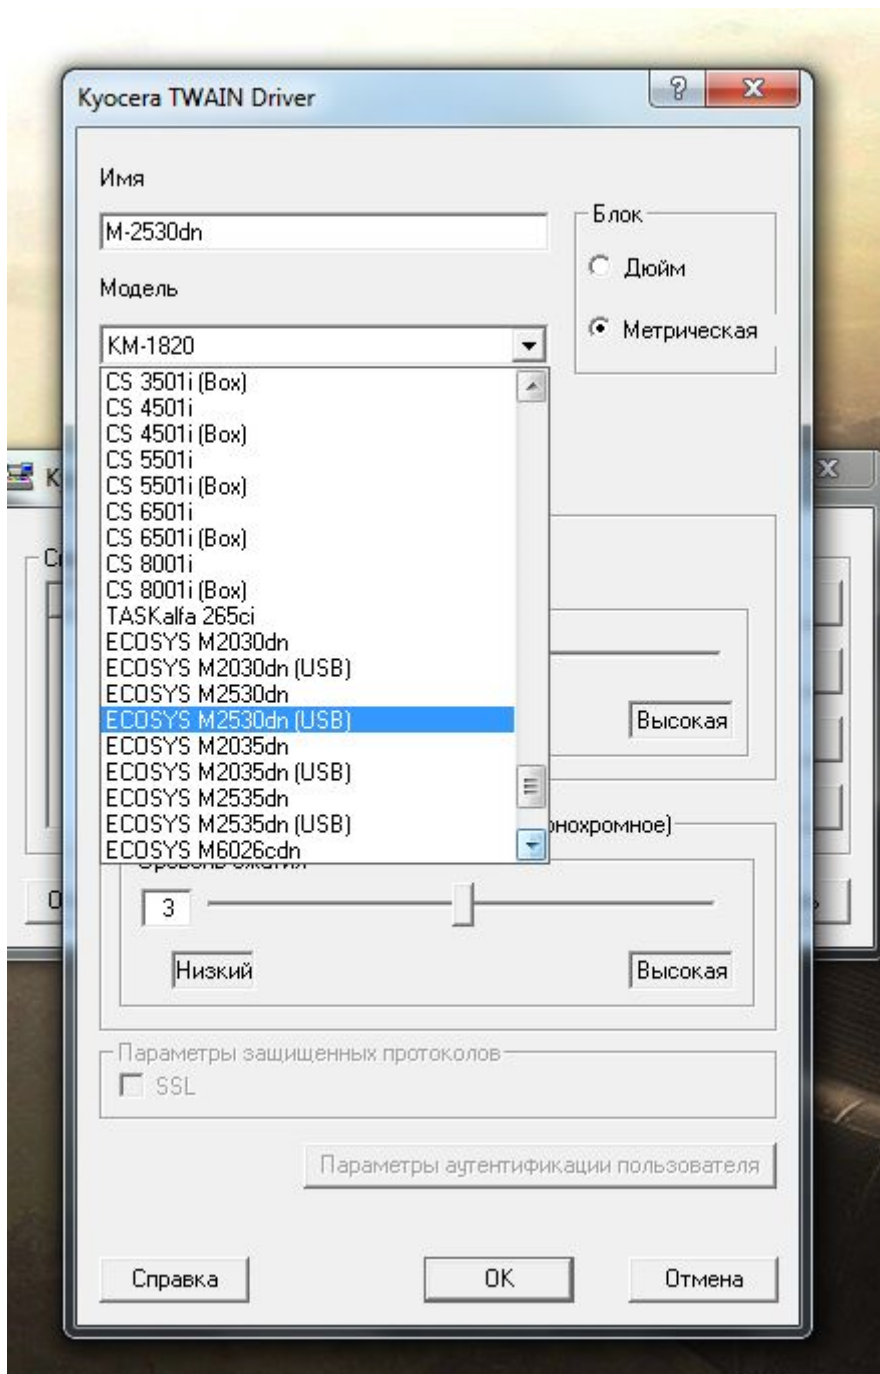 Kyocera TWAIN Driver
Имя
M-2530dn
Блок
Дюйм
Метрическая
Модель
KM-1820
CS 3501i (Box)
CS 4501i
CS 4501i (Box)
CS 5501i
CS 5501i (Box)
CS 6501i
CS 6501i (Box)
CS 8001i
CS 8001i (Box)
TASKalfa 265ci
ECOSYS M2030dn
ECOSYS M2030dn (USB)
ECOSYS M2530dn
ECOSYS M2530dn (USB)
ECOSYS M2035dn
ECOSYS M2035dn (USB)
ECOSYS M2535dn
ECOSYS M2535dn (USB)
ECOSYS M6026cdn
Высокая
3
Низкий
Высокая
Параметры защищенных протоколов
SSL
Параметры аутентификации пользователя
Справка
OK
Отмена